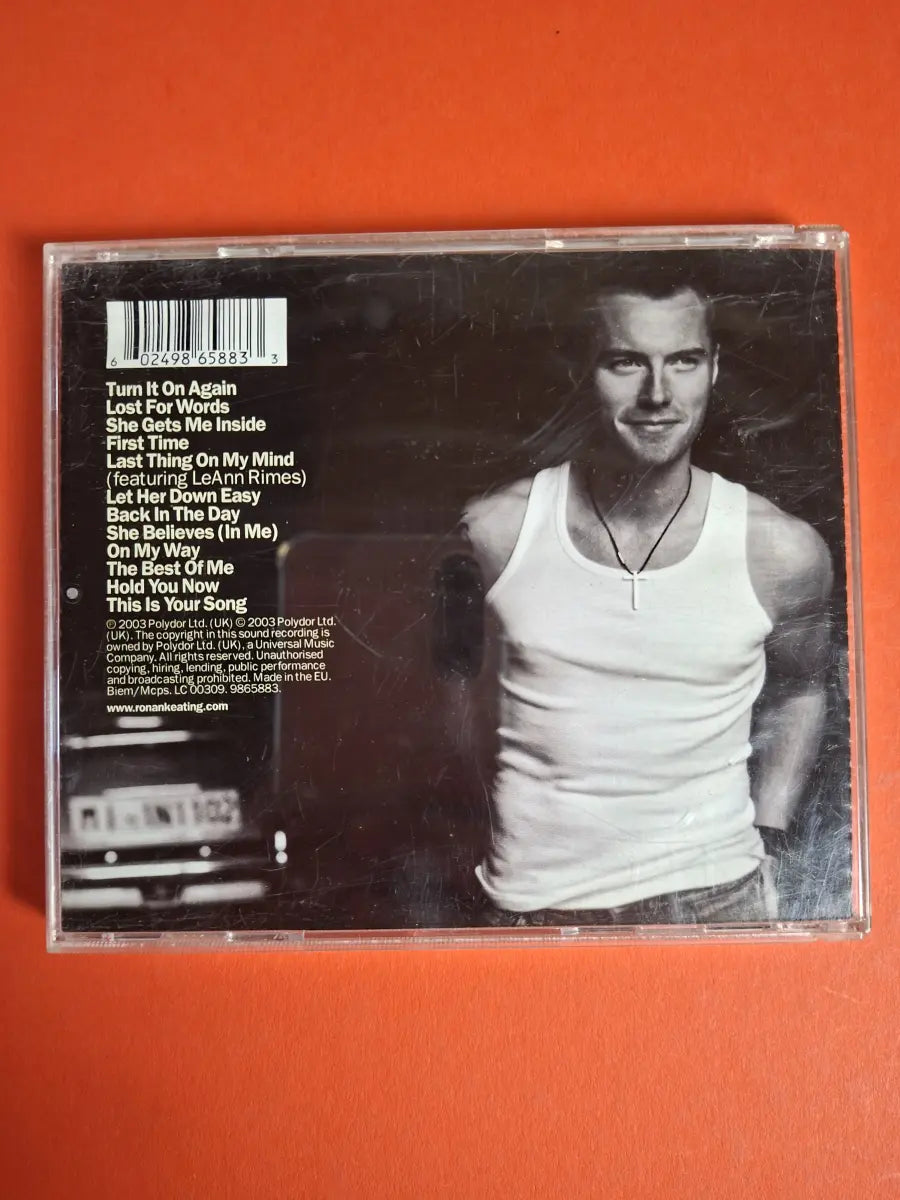 6 02498 65883 3
Turn It On Again
Lost For Words
She Gets Me Inside
First Time
Last Thing On My Mind
(featuring LeAnn Rimes)
Let Her Down Easy
Back In The Day
She Believes (In Me)
On My Way
The Best Of Me
Hold You Now
This Is Your Song
℗ 2003 Polydor Ltd. (UK) © 2003 Polydor Ltd.
(UK). The copyright in this sound recording is
owned by Polydor Ltd. (UK), a Universal Music
Company. All rights reserved. Unauthorised
copying, hiring, lending, public performance
and broadcasting prohibited. Made in the EU.
Biem/Mcps. LC 00309. 9865883.
www.ronankeating.com